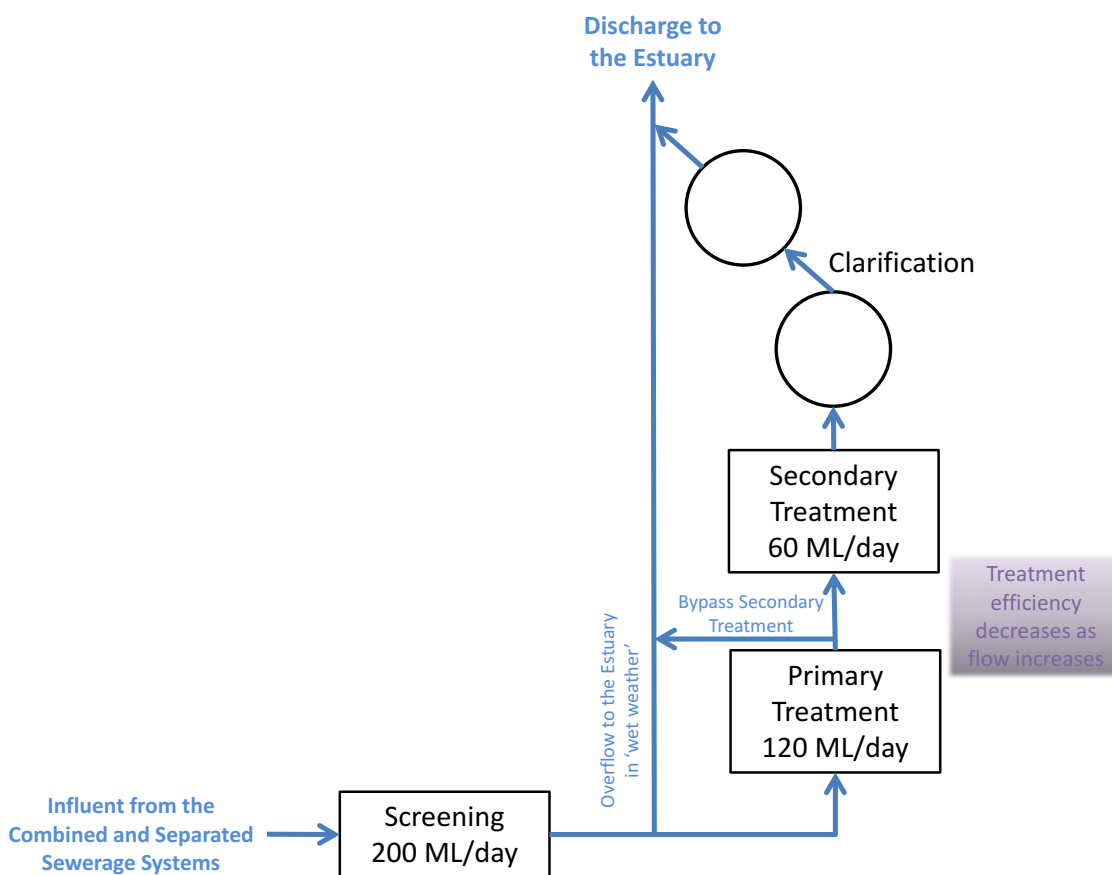 Discharge to
the Estuary
Clarification
Secondary
Treatment
60 ML/day
Treatment
efficiency
decreases as
flow increases
Bypass Secondary
Treatment
Overflow to the Estuary
in ‘wet weather’
Primary
Treatment
120 ML/day
Influent from the
Combined and Separated
Sewerage Systems
Screening
200 ML/day